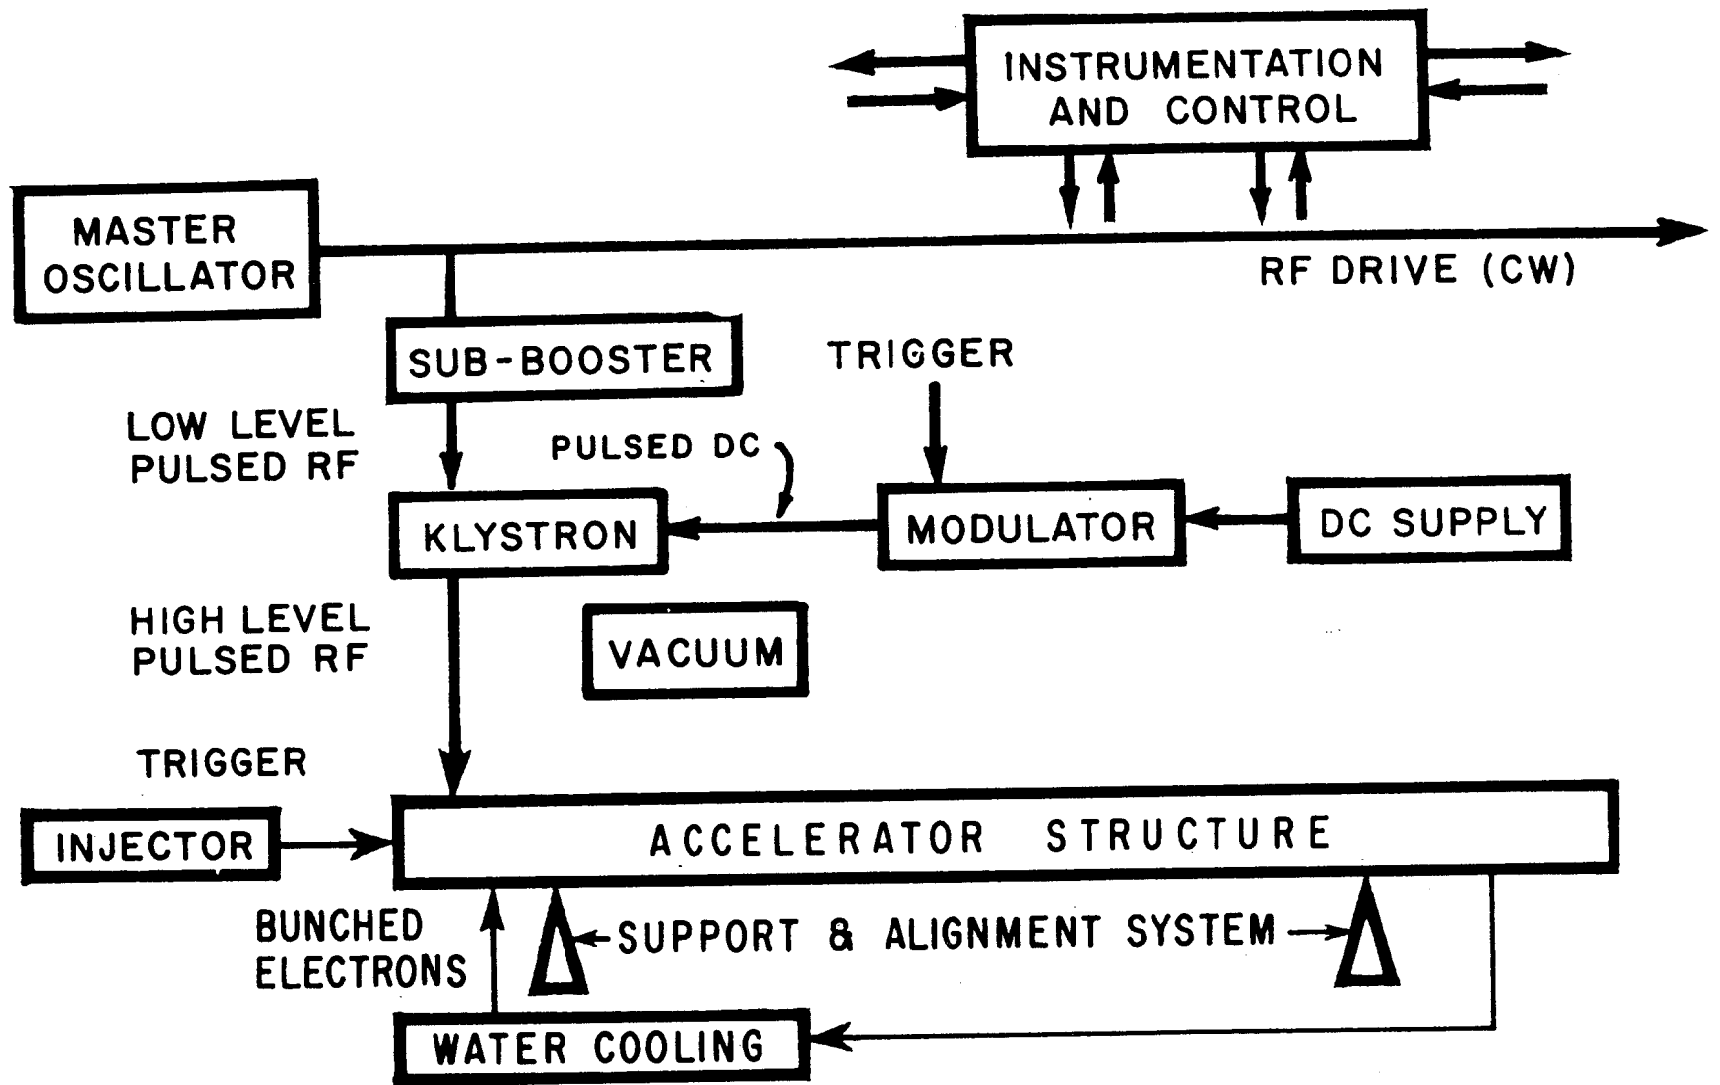 INSTRUMENTATION
AND CONTROL
MASTER
OSCILLATOR
RF DRIVE (CW)
SUB-BOOSTER
TRIGGER
LOW LEVEL
PULSED RF
PULSED DC
KLYSTRON
MODULATOR
DC SUPPLY
HIGH LEVEL
PULSED RF
VACUUM
TRIGGER
INJECTOR
ACCELERATOR STRUCTURE
BUNCHED
ELECTRONS
SUPPORT & ALIGNMENT SYSTEM
WATER COOLING